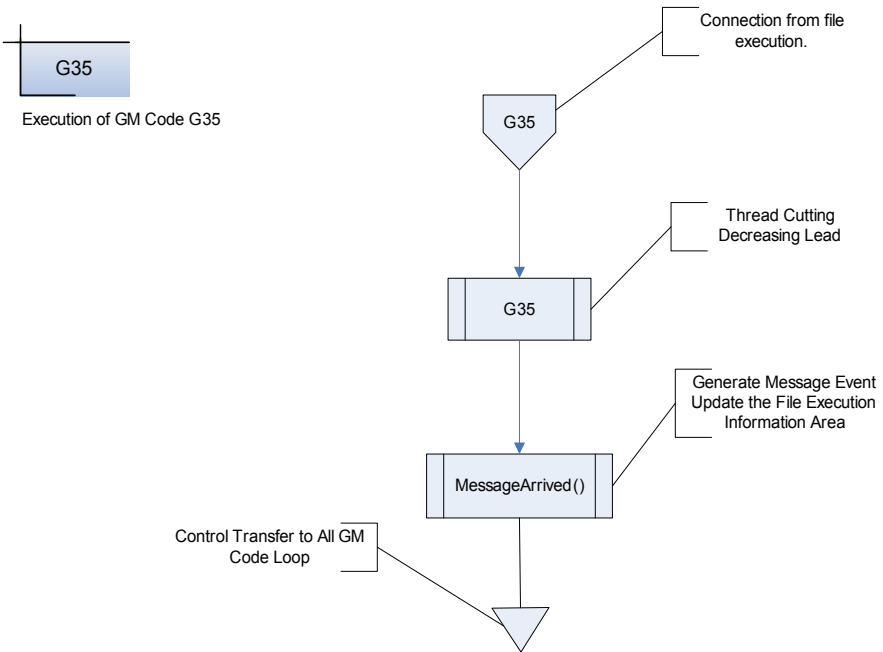 G35
Execution of GM Code G35
Connection from file
execution.
G35
Thread Cutting
Decreasing Lead
G35
Generate Message Event
Update the File Execution
Information Area
MessageArrived()
Control Transfer to All GM
Code Loop